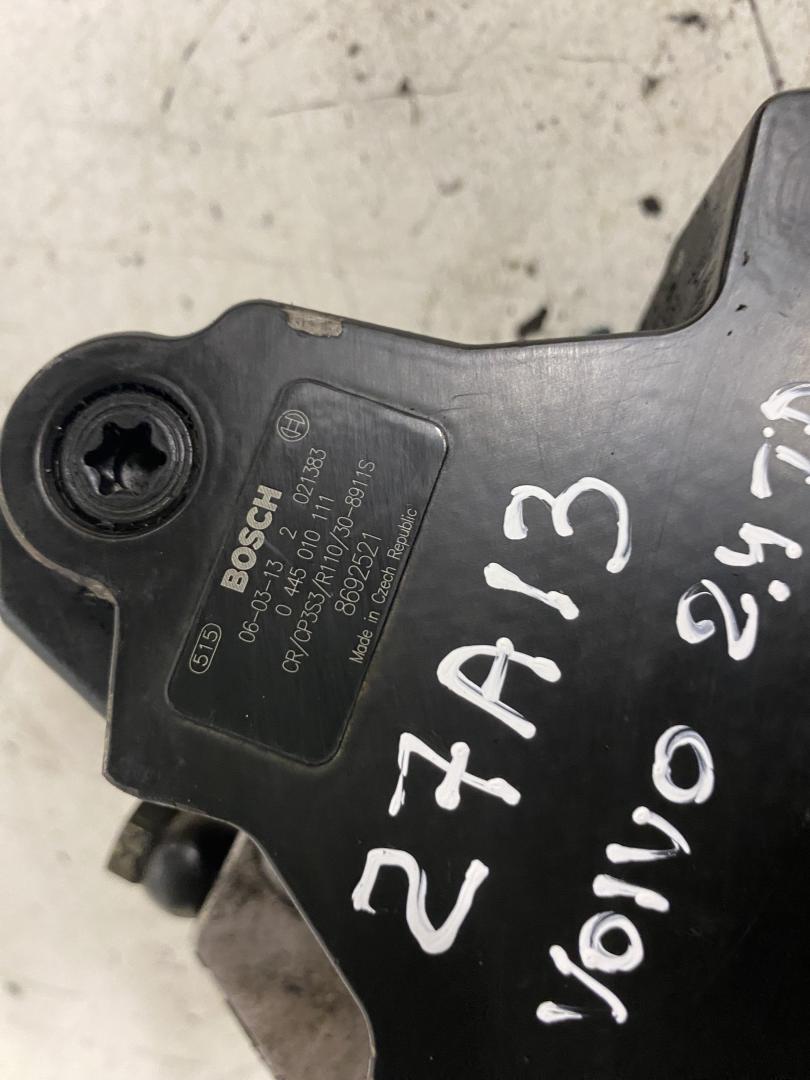 515
BOSCH
06-03-13 2 021383
0 445 010 111
CR/CP3S3/R110/30-8911S
8692521
Made in Czech Republic
27A13
VOLVO 2.4 T.D